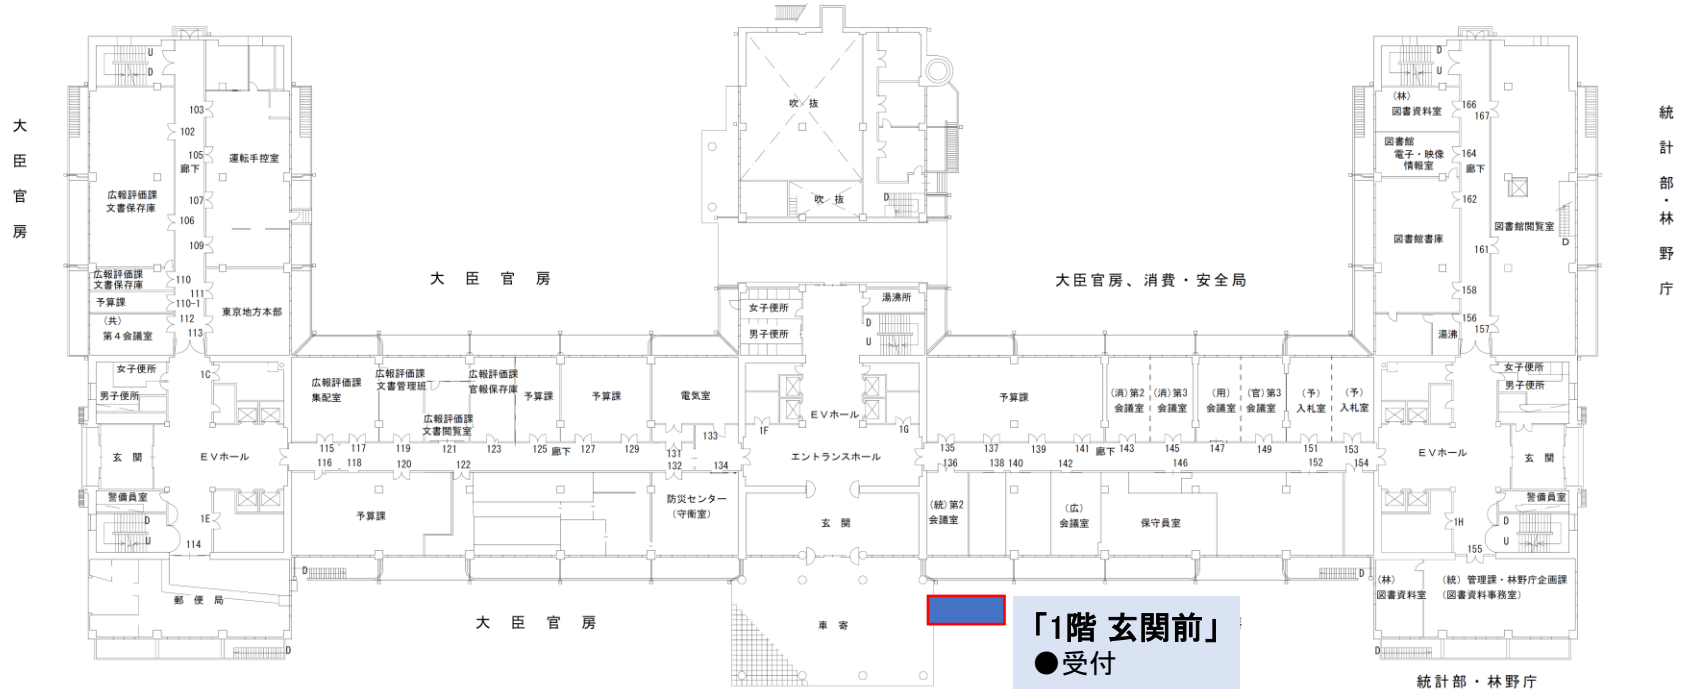 大臣官房
U
D
103
102
105
運転手控室
廊下
広報評価課
文書保存庫
107
106
109
広報評価課
文書保存庫
110
111
予算課
110-1
(共)
第4会議室
112
113
東京地方本部
女子便所
男子便所
1C
玄関
EVホール
警備員室
D
U
1E
114
郵便局
D
大臣官房
広報評価課
集配室
広報評価課
文書管理班
広報評価課
文書閲覧室
広報評価課
官報保存庫
予算課
予算課
電気室
115
117
119
121
123
125
廊下
127
129
131
133
116
118
120
122
132
134
予算課
防災センター
(守衛室)
D
大臣官房
吹抜
吹抜
D
女子便所
男子便所
湯沸所
D
U
1F
EVホール
1G
エントランスホール
玄関
車寄
大臣官房、消費・安全局
予算課
(消)第2
会議室
(消)第3
会議室
(用)
会議室
(官)第3
会議室
(予)
入札室
(予)
入札室
135
137
139
141
廊下
143
145
147
149
151
153
136
138
140
142
146
152
154
(統)第2
会議室
(広)
会議室
保守員室
D
房
「1階 玄関前」
●受付
統計部・林野庁
D
U
(林)
図書資料室
166
167
図書館
電子・映像
情報室
164
廊下
162
図書館書庫
図書館閲覧室
D
161
158
156
157
湯沸
女子便所
男子便所
EVホール
玄関
警備員室
1H
D
U
155
(林)
図書資料室
(統)管理課・林野庁企画課
(図書資料事務室)
D
統計部・林野庁